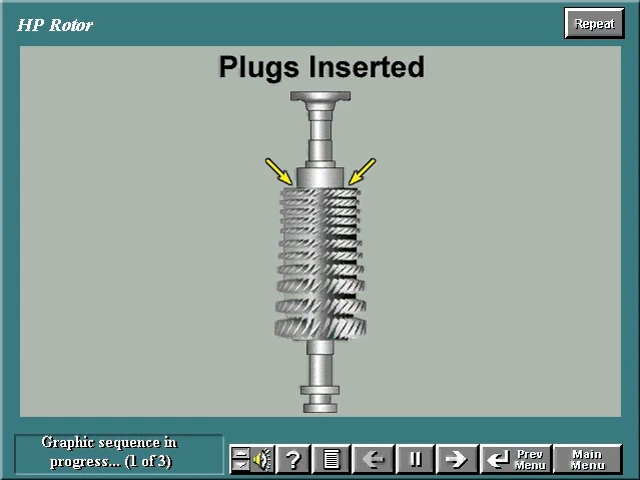 HP Rotor
Repeat
Plugs Inserted
Graphic sequence in
progress... (1 of 3)
?
Prev
Menu
Main
Menu